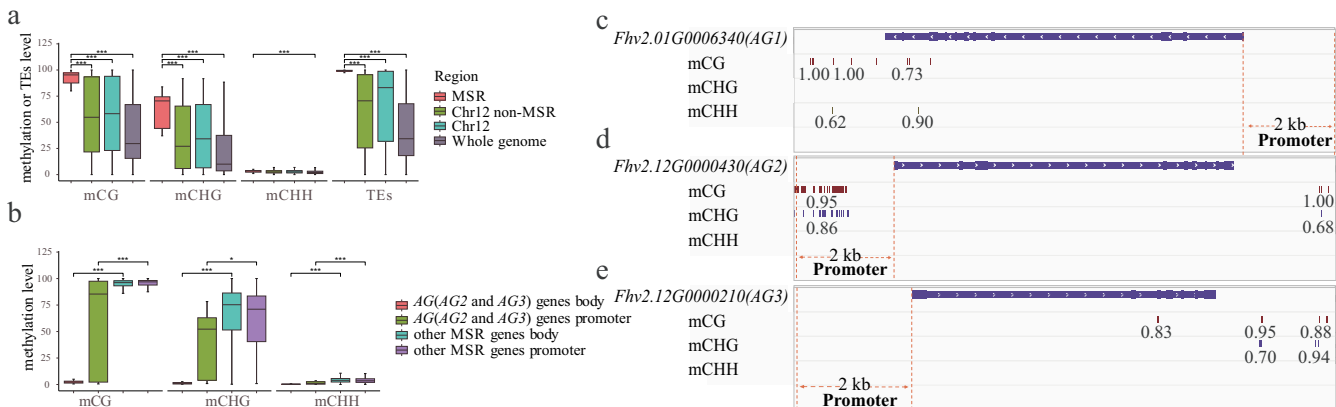 a
methylation or TEs level
125
100
75
50
25
0
***
***
***
***
***
***
***
***
***
***
mCG
mCHG
mCHH
TEs
Region
MSR
Chr12 non-MSR
Chr12
Whole genome
b
methylation level
125
100
75
50
25
0
***
***
*
***
***
***
mCG
mCHG
mCHH
AG(AG2 and AG3) genes body
AG(AG2 and AG3) genes promoter
other MSR genes body
other MSR genes promoter
c
Fhv2.01G0006340(AG1)
mCG
1.00 1.00 0.73
mCHG
mCHH
0.62 0.90
2 kb
Promoter
d
Fhv2.12G0000430(AG2)
mCG
0.95 1.00
mCHG
0.86 0.68
mCHH
2 kb
Promoter
e
Fhv2.12G0000210(AG3)
mCG
0.83 0.95 0.88
mCHG
0.70 0.94
mCHH
2 kb
Promoter